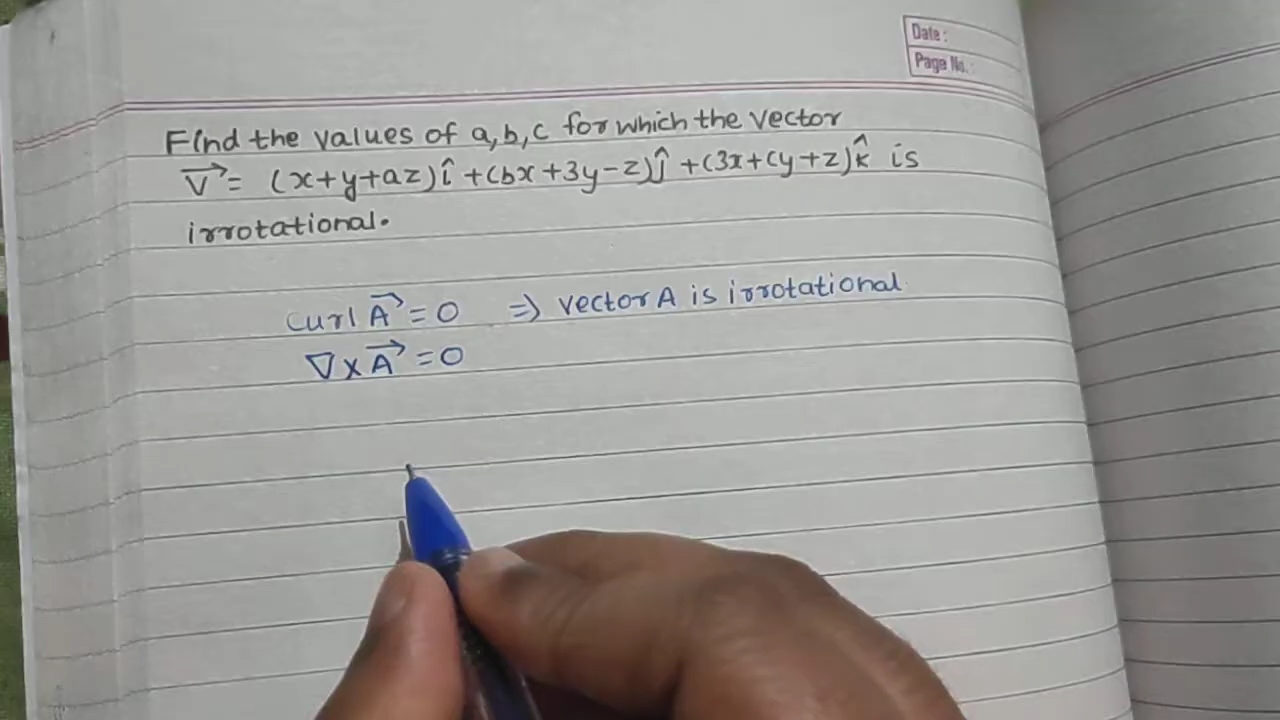 Date:
Page No.:
Find the values of a,b,c for which the vector
V⃗ = (x+y+az)î +(bx+3y-z)ĵ +(3x+cy+z)k̂ is
irrotational.
Curl A⃗ = 0 ⇒ vector A is irrotational
∇×A⃗ = 0